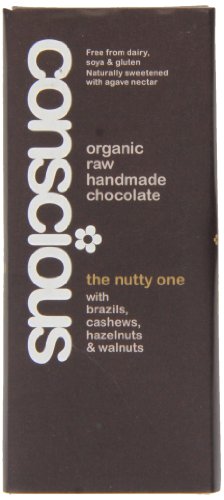 Free from dairy,
soya & gluten
Naturally sweetened
with agave nectar
conscious
organic
raw
handmade
chocolate
the nutty one
with
brazils,
cashews,
hazelnuts
& walnuts